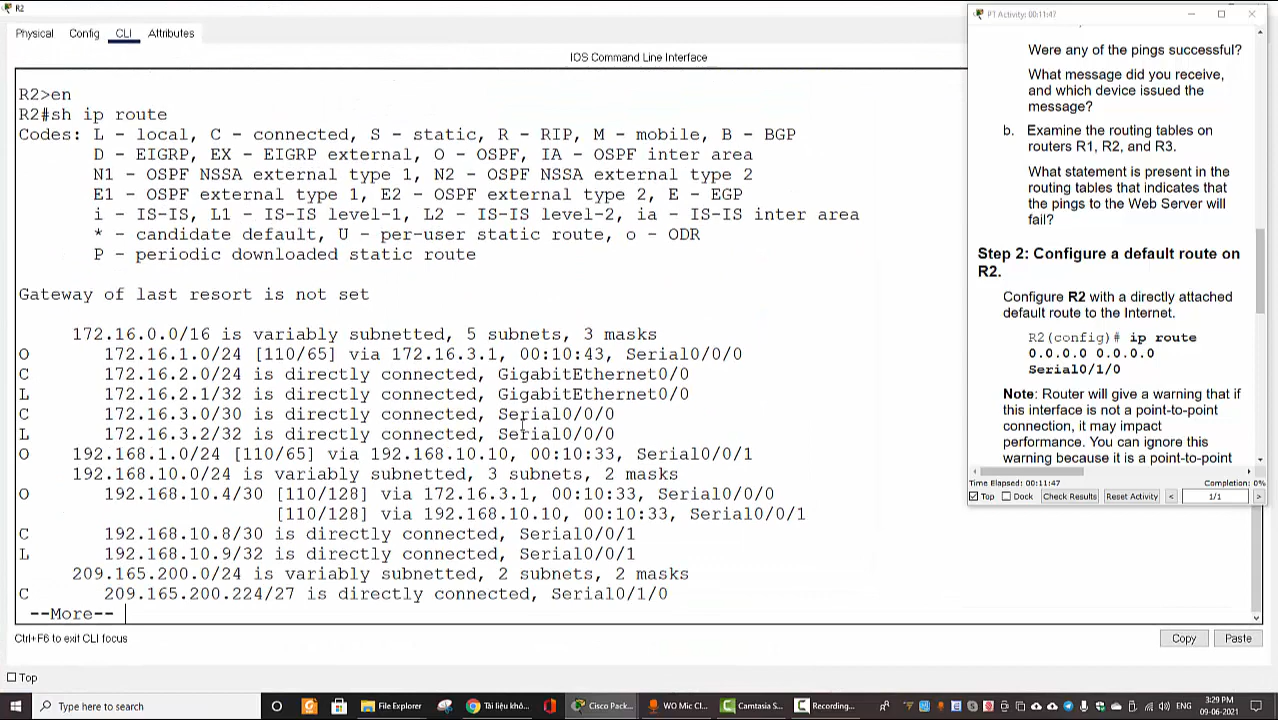 R2
Physical Config CLI Attributes
IOS Command Line Interface
R2>en
R2#sh ip route
Codes: L - local, C - connected, S - static, R - RIP, M - mobile, B - BGP
D - EIGRP, EX - EIGRP external, O - OSPF, IA - OSPF inter area
N1 - OSPF NSSA external type 1, N2 - OSPF NSSA external type 2
E1 - OSPF external type 1, E2 - OSPF external type 2, E - EGP
i - IS-IS, L1 - IS-IS level-1, L2 - IS-IS level-2, ia - IS-IS inter area
* - candidate default, U - per-user static route, o - ODR
P - periodic downloaded static route
Gateway of last resort is not set
172.16.0.0/16 is variably subnetted, 5 subnets, 3 masks
O 172.16.1.0/24 [110/65] via 172.16.3.1, 00:10:43, Serial0/0/0
C 172.16.2.0/24 is directly connected, GigabitEthernet0/0
L 172.16.2.1/32 is directly connected, GigabitEthernet0/0
C 172.16.3.0/30 is directly connected, Serial0/0/0
L 172.16.3.2/32 is directly connected, Serial0/0/0
O 192.168.1.0/24 [110/65] via 192.168.10.10, 00:10:33, Serial0/0/1
192.168.10.0/24 is variably subnetted, 3 subnets, 2 masks
O 192.168.10.4/30 [110/128] via 172.16.3.1, 00:10:33, Serial0/0/0
[110/128] via 192.168.10.10, 00:10:33, Serial0/0/1
C 192.168.10.8/30 is directly connected, Serial0/0/1
L 192.168.10.9/32 is directly connected, Serial0/0/1
209.165.200.0/24 is variably subnetted, 2 subnets, 2 masks
C 209.165.200.224/27 is directly connected, Serial0/1/0
--More--
Ctrl+F6 to exit CLI focus
Copy Paste
Top
PT Activity: 00:11:47
Were any of the pings successful?
What message did you receive,
and which device issued the
message?
b. Examine the routing tables on
routers R1, R2, and R3.
What statement is present in the
routing tables that indicates that
the pings to the Web Server will
fail?
Step 2: Configure a default route on
R2.
Configure R2 with a directly attached
default route to the Internet.
R2(config)# ip route
0.0.0.0 0.0.0.0
Serial0/1/0
Note: Router will give a warning that if
this interface is not a point-to-point
connection, it may impact
performance. You can ignore this
warning because it is a point-to-point
Time Elapsed: 00:11:47 Completion: 0%
Top Dock Check Results Reset Activity < 1/1 >
Type here to search
File Explorer
Tài liệu khô...
Cisco Pack...
WO Mic Cl...
Camtasia S...
Recording...
ENG
3:29 PM
09-06-2021